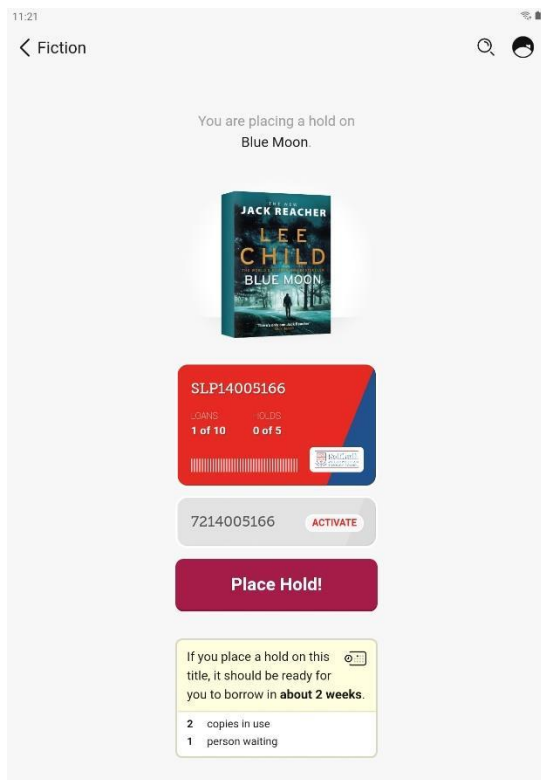 11:21
Fiction
You are placing a hold on
Blue Moon.
THE NEW
JACK REACHER
LEE
CHILD
BLUE MOON
SLP14005166
LOANS HOLDS
1 of 10 0 of 5
7214005166 ACTIVATE
Place Hold!
If you place a hold on this
title, it should be ready for
you to borrow in about 2 weeks.
2 copies in use
1 person waiting